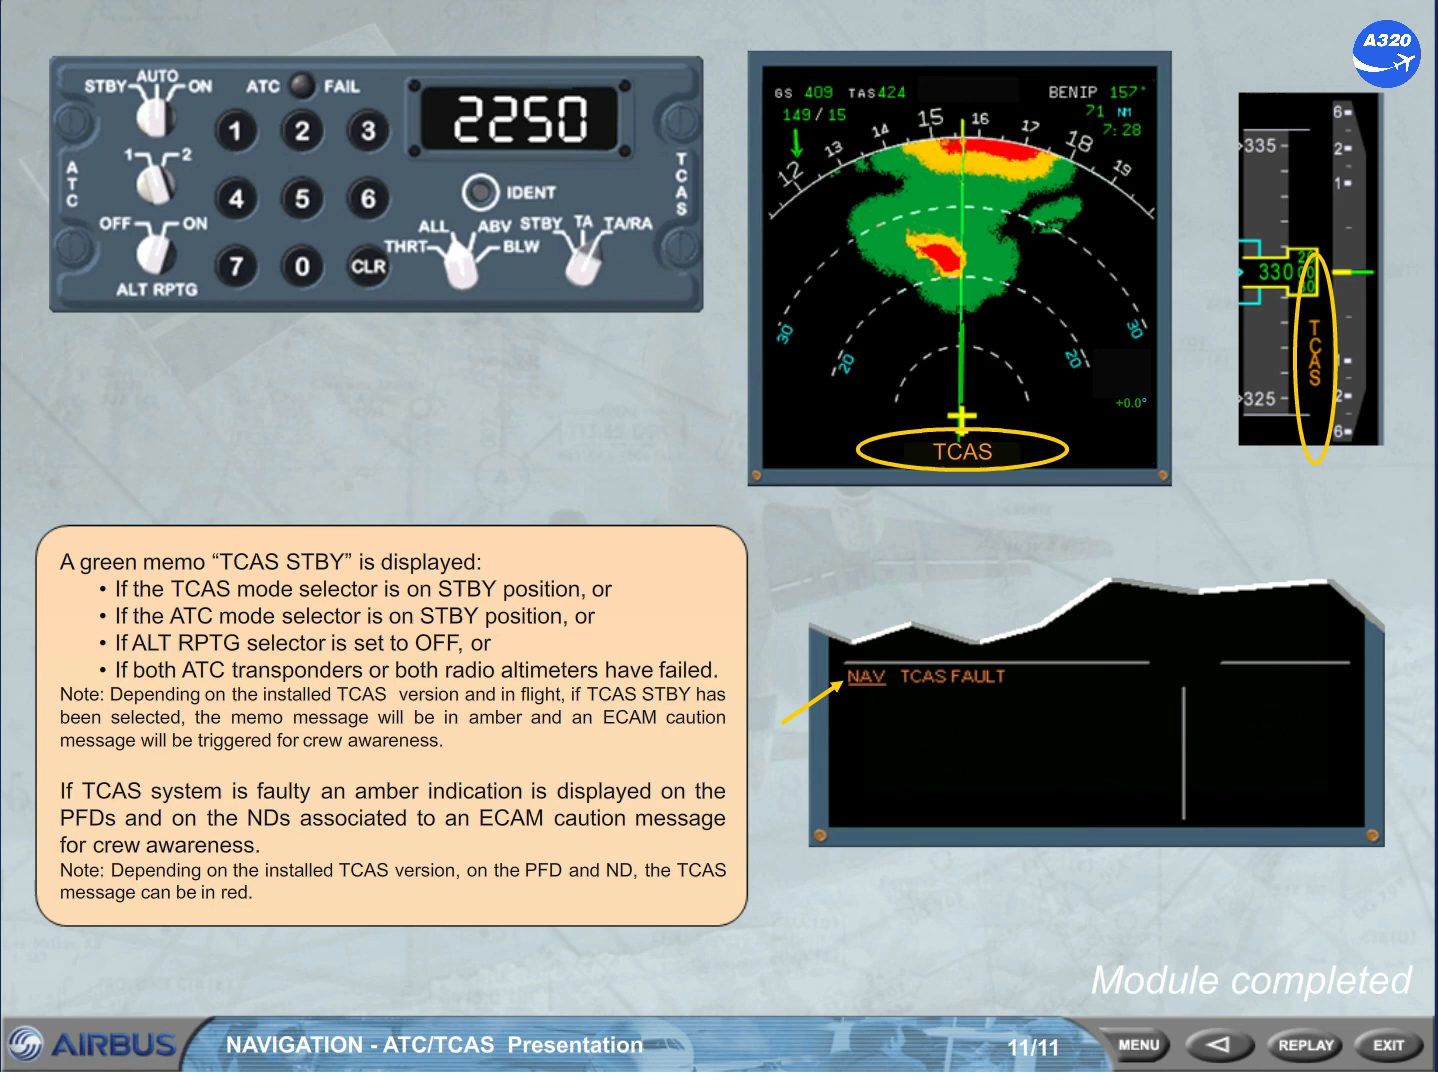 A320
STBY AUTO ON
ATC FAIL
2250
1 2 3
1 2
ATC
TCAS
4 5 6
IDENT
OFF ON
ALL ABV STBY TA TA/RA
THRT BLW
7 0 CLR
ALT RPTG
GS 409 TAS424
149/15
BENIP 157°
71 NM
7:28
12 13 14 15 16 17 18 19
30 20 20 30
+0.0°
TCAS
335
330
325
TCAS
6
2
1
1
2
6
A green memo “TCAS STBY” is displayed:
• If the TCAS mode selector is on STBY position, or
• If the ATC mode selector is on STBY position, or
• If ALT RPTG selector is set to OFF, or
• If both ATC transponders or both radio altimeters have failed.
Note: Depending on the installed TCAS version and in flight, if TCAS STBY has
been selected, the memo message will be in amber and an ECAM caution
message will be triggered for crew awareness.
If TCAS system is faulty an amber indication is displayed on the
PFDs and on the NDs associated to an ECAM caution message
for crew awareness.
Note: Depending on the installed TCAS version, on the PFD and ND, the TCAS
message can be in red.
NAV TCAS FAULT
Module completed
AIRBUS
NAVIGATION - ATC/TCAS Presentation
11/11
MENU
REPLAY
EXIT